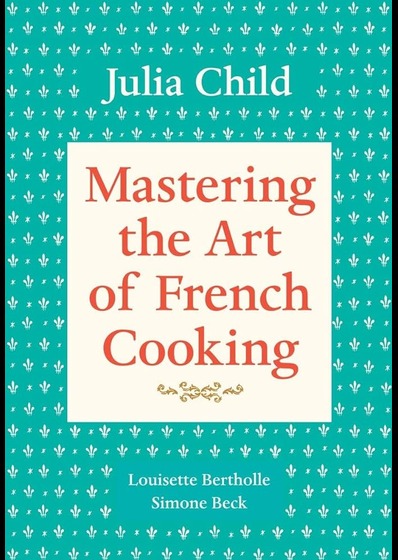 Julia Child
Mastering
the Art
of French
Cooking
Louisette Bertholle
Simone Beck